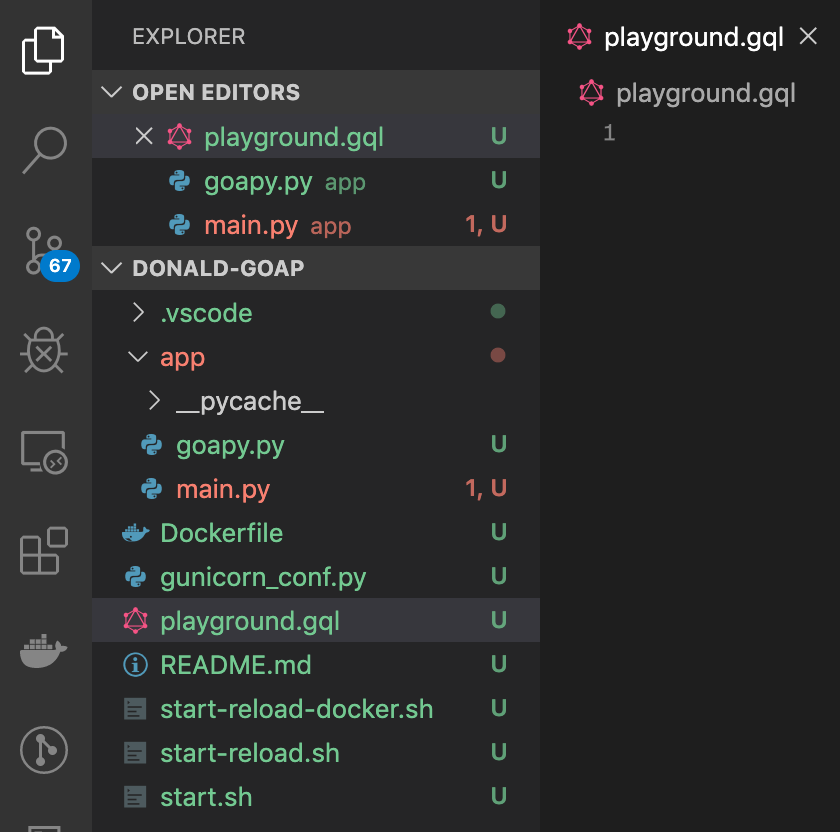 EXPLORER
OPEN EDITORS
playground.gql U
goapy.py app U
main.py app 1, U
67
DONALD-GOAP
.vscode
app
__pycache__
goapy.py U
main.py 1, U
Dockerfile U
gunicorn_conf.py U
playground.gql U
README.md U
start-reload-docker.sh U
start-reload.sh U
start.sh U
playground.gql
playground.gql
1